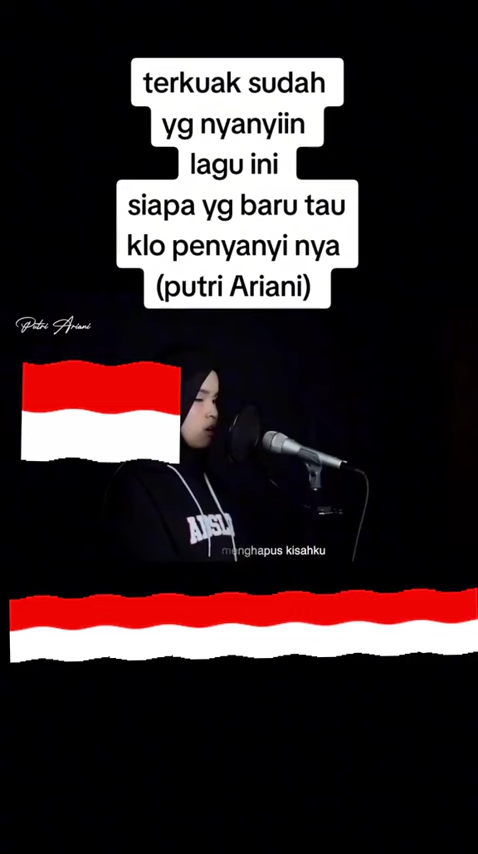 terkuak sudah
yg nyanyiin
lagu ini
siapa yg baru tau
klo penyanyi nya
(putri Ariani)
Putri Ariani
menghapus kisahku